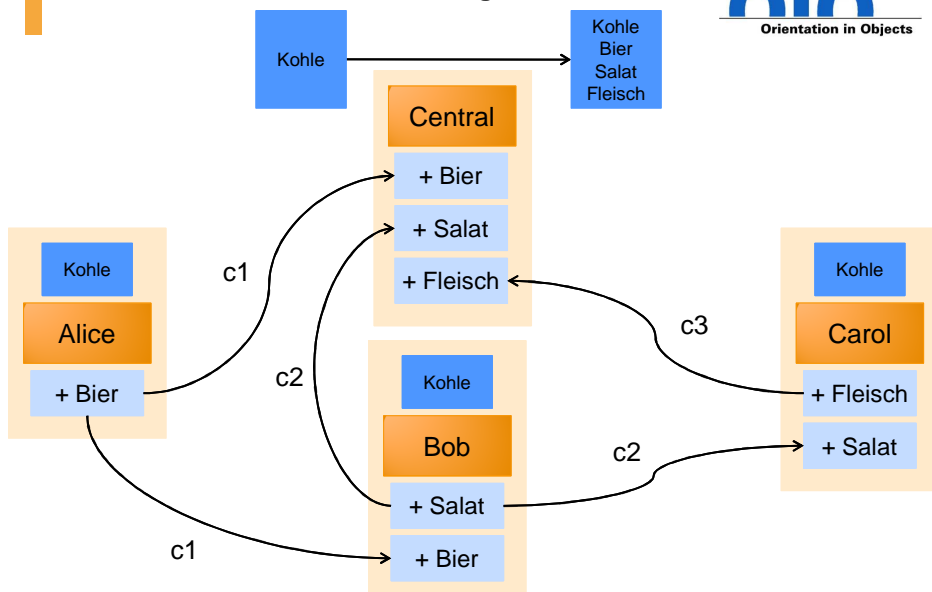 Orientation in Objects
Kohle
Kohle
Bier
Salat
Fleisch
Central
+ Bier
+ Salat
+ Fleisch
Kohle
Alice
+ Bier
c1
c2
c1
Kohle
Bob
+ Salat
+ Bier
c3
c2
Kohle
Carol
+ Fleisch
+ Salat